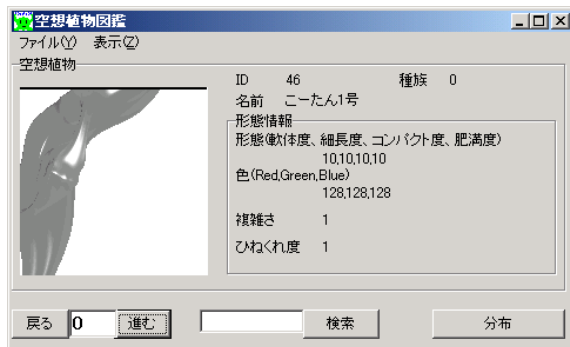 空想植物図鑑
ファイル(Y) 表示(Z)
空想植物
ID 46 種族 0
名前 こーたん1号
形態情報
形態(軟体度、細長度、コンパクト度、肥満度)
10,10,10,10
色(Red,Green,Blue)
128,128,128
複雑さ 1
ひねくれ度 1
戻る 0 進む 検索 分布